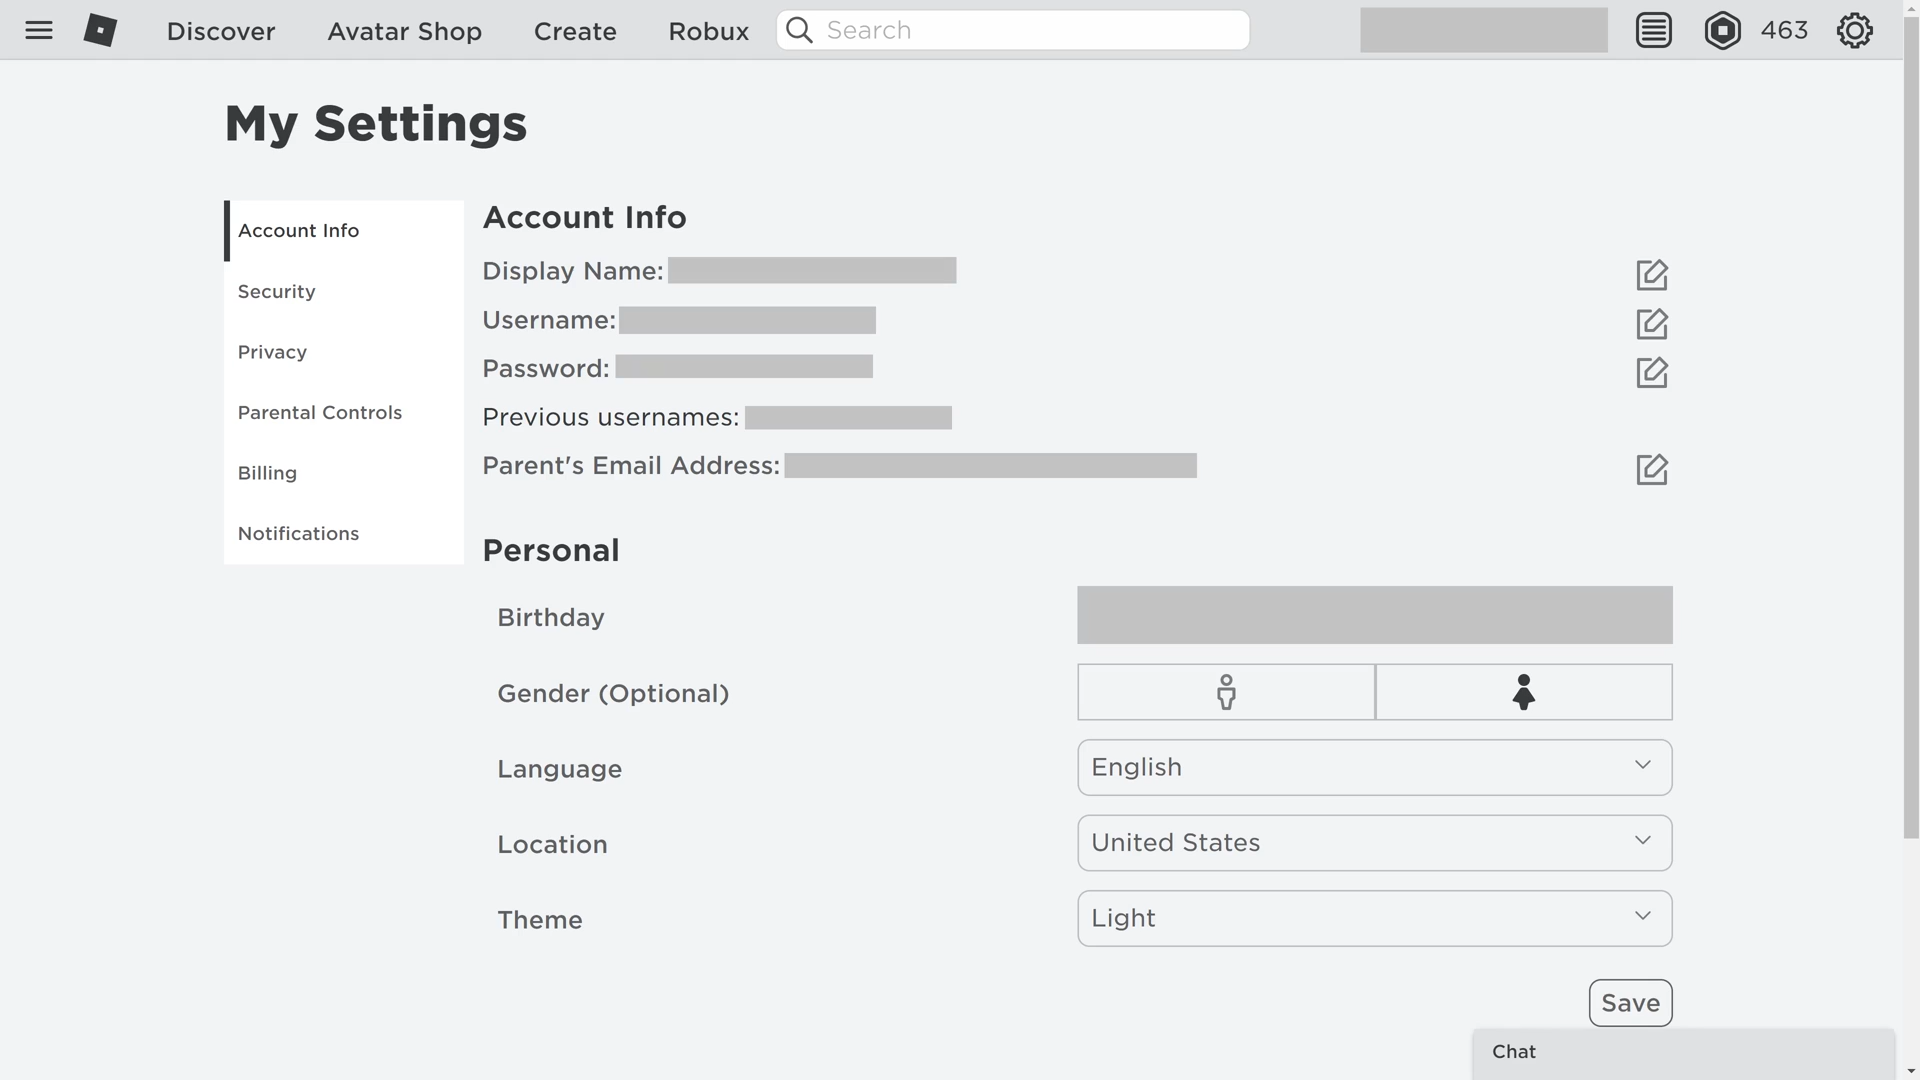 Discover Avatar Shop Create Robux Search 463
My Settings
Account Info
Security
Privacy
Parental Controls
Billing
Notifications
Account Info
Display Name:
Username:
Password:
Previous usernames:
Parent's Email Address:
Personal
Birthday
Gender (Optional)
Language English
Location United States
Theme Light
Save
Chat